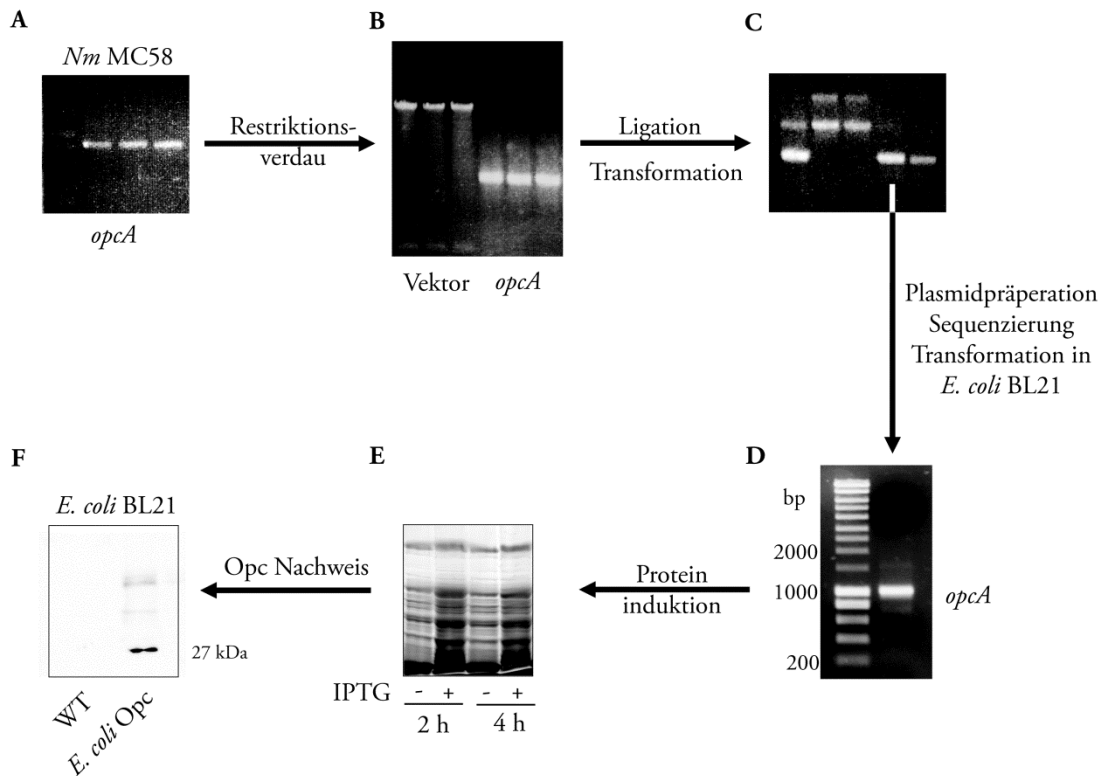 A
Nm MC58
opcA
Restriktions-
verdau
B
Vektor opcA
Ligation
Transformation
C
Plasmidpräperation
Sequenzierung
Transformation in
E. coli BL21
D
bp
2000
1000
200
opcA
Protein
induktion
E
IPTG - + - +
2 h 4 h
Opc Nachweis
F
E. coli BL21
27 kDa
WT
E. coli Opc